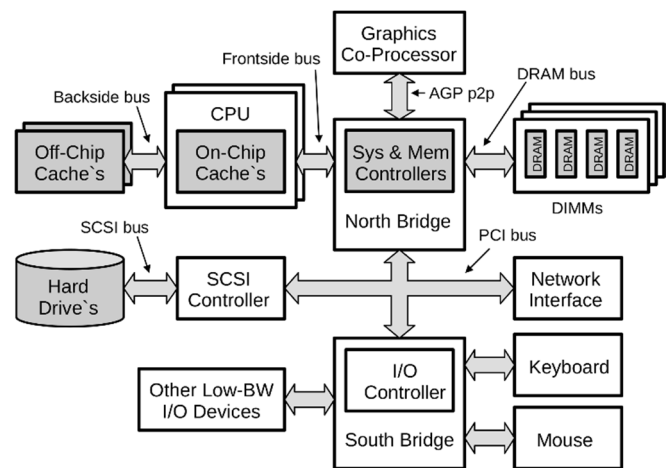 Graphics
Co-Processor
Frontside bus
DRAM bus
AGP p2p
Backside bus
CPU
Off-Chip
Cache`s
On-Chip
Cache`s
Sys & Mem
Controllers
North Bridge
DRAM
DRAM
DRAM
DRAM
DIMMs
SCSI bus
PCI bus
Hard
Drive`s
SCSI
Controller
Network
Interface
I/O
Controller
South Bridge
Keyboard
Other Low-BW
I/O Devices
Mouse